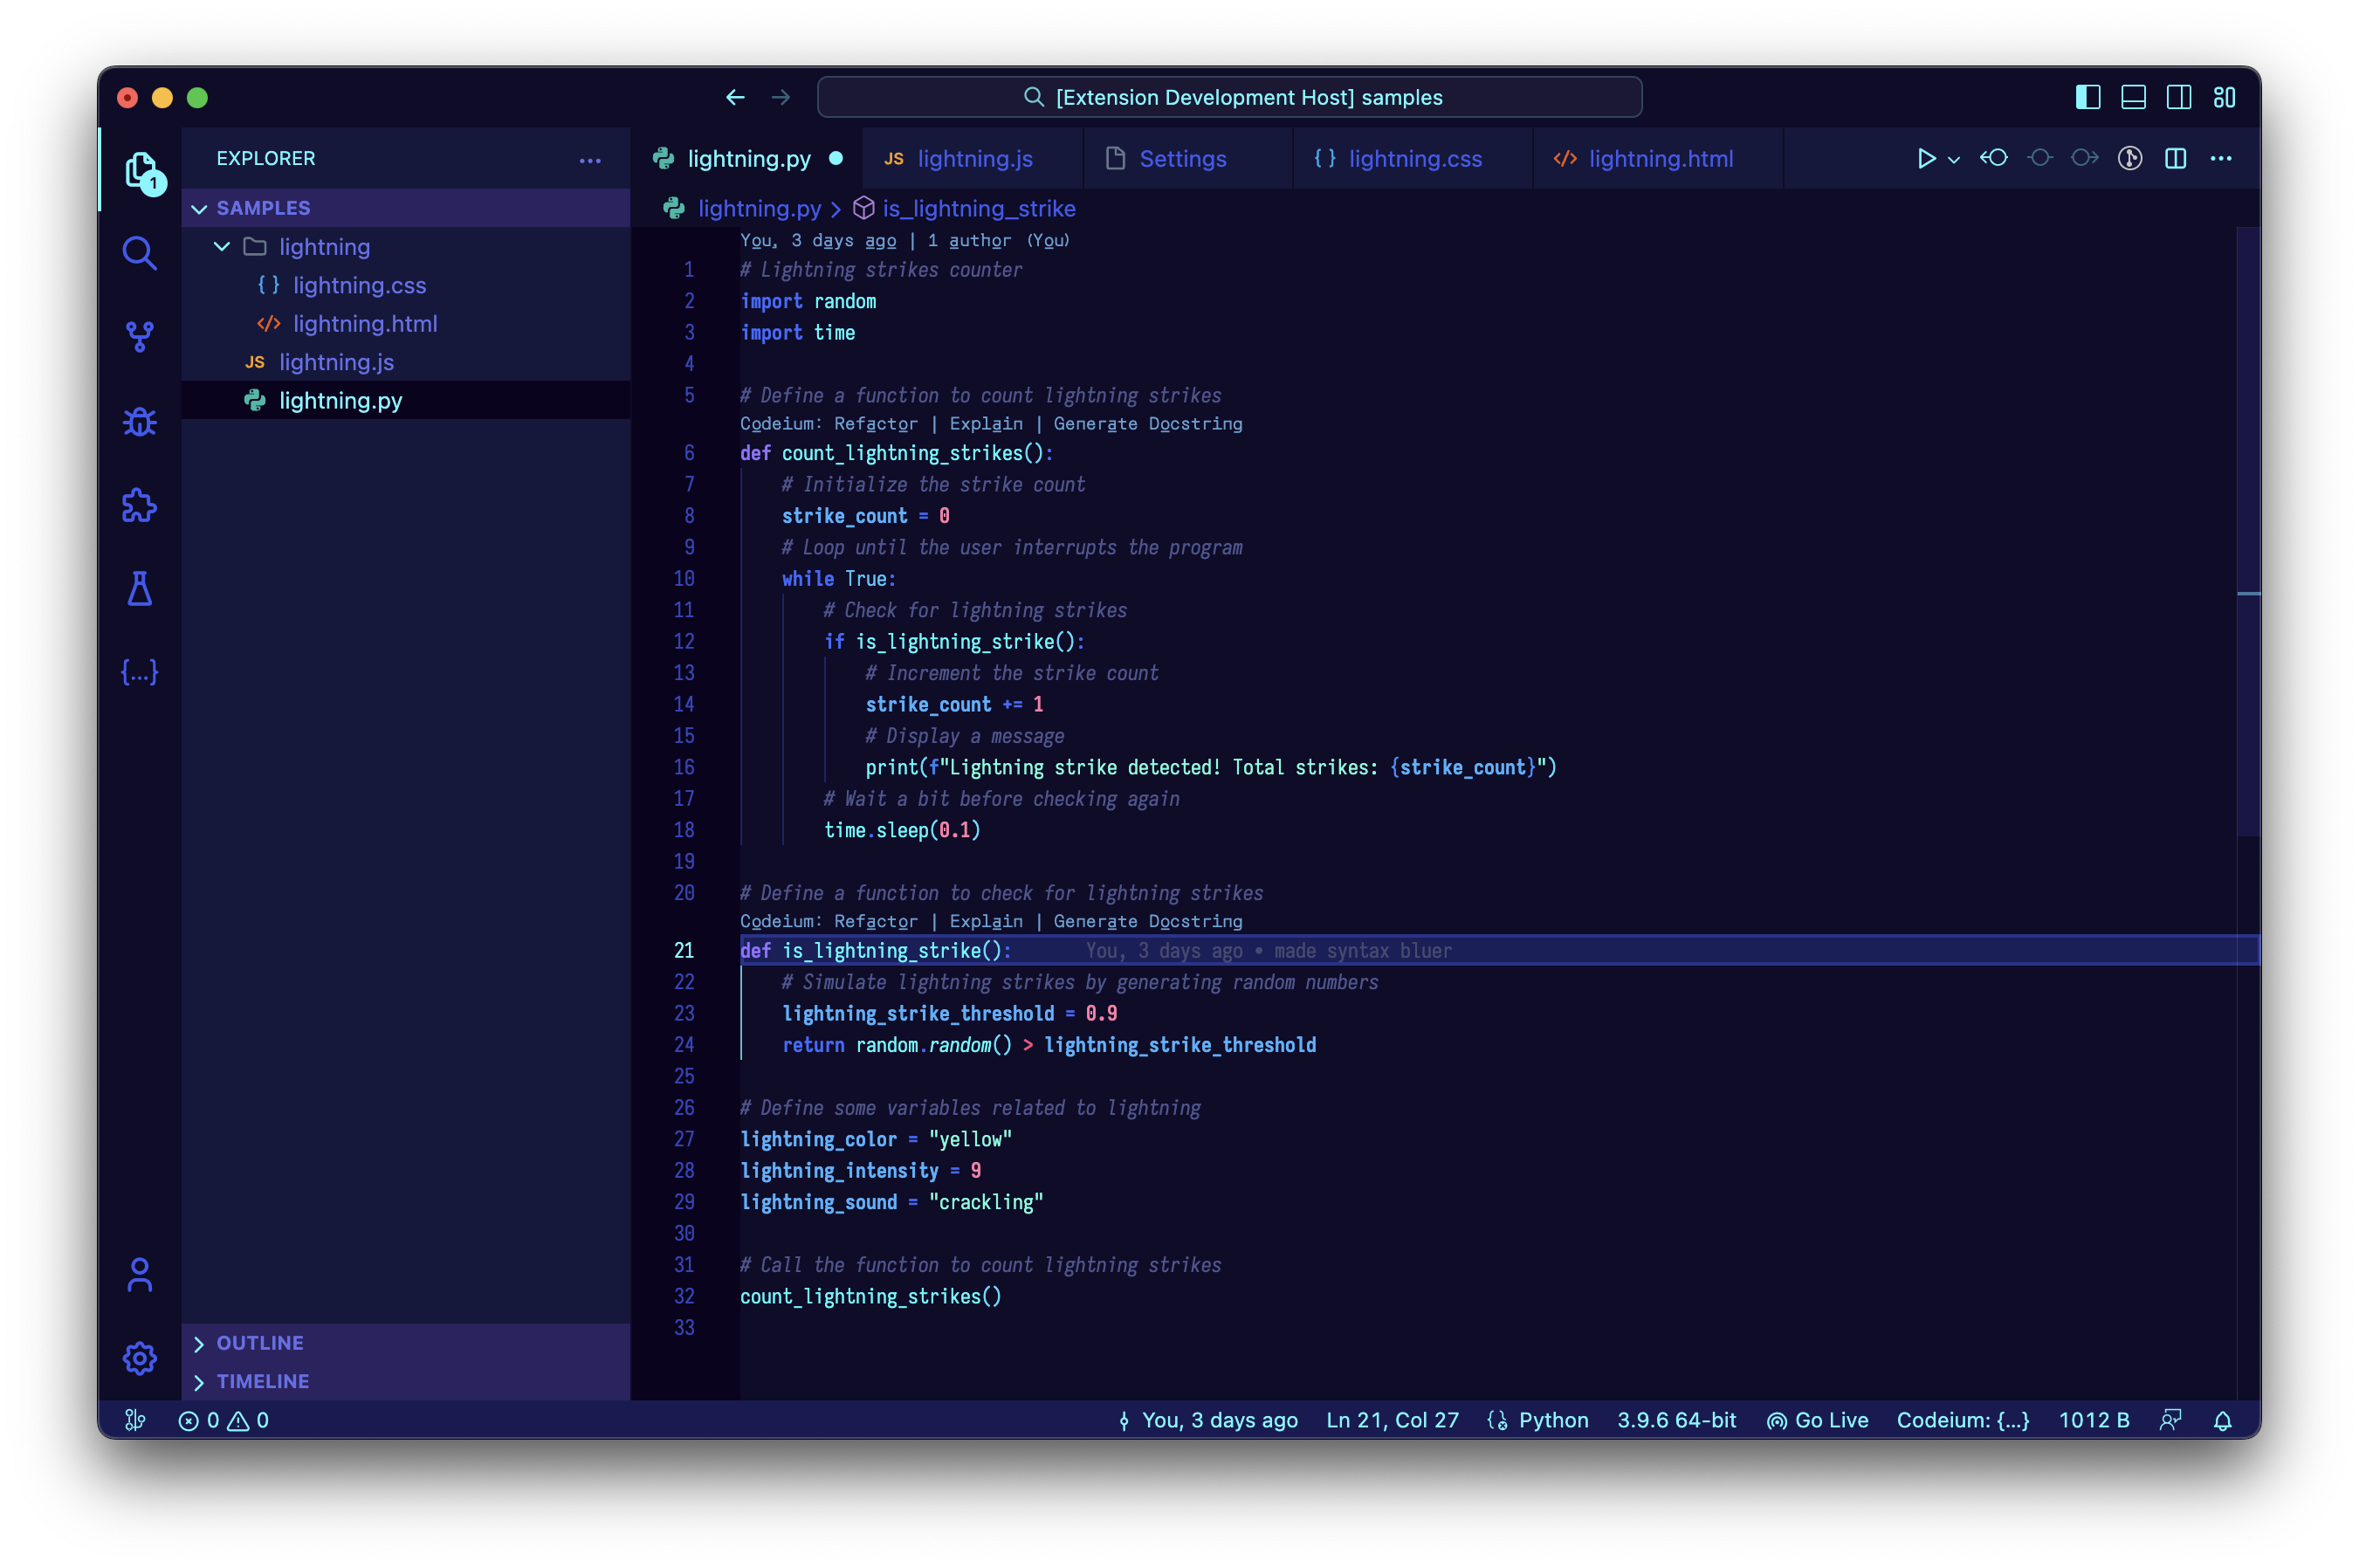 [Extension Development Host] samples
1
EXPLORER
SAMPLES
lightning
lightning.css
lightning.html
JS lightning.js
lightning.py
OUTLINE
TIMELINE
lightning.py
JS lightning.js
Settings
{ } lightning.css
</> lightning.html
lightning.py > is_lightning_strike
You, 3 days ago | 1 author (You)
1 # Lightning strikes counter
2 import random
3 import time
4
5 # Define a function to count lightning strikes
Codeium: Refactor | Explain | Generate Docstring
6 def count_lightning_strikes():
7 # Initialize the strike count
8 strike_count = 0
9 # Loop until the user interrupts the program
10 while True:
11 # Check for lightning strikes
12 if is_lightning_strike():
13 # Increment the strike count
14 strike_count += 1
15 # Display a message
16 print(f"Lightning strike detected! Total strikes: {strike_count}")
17 # Wait a bit before checking again
18 time.sleep(0.1)
19
20 # Define a function to check for lightning strikes
Codeium: Refactor | Explain | Generate Docstring
21 def is_lightning_strike(): You, 3 days ago • made syntax bluer
22 # Simulate lightning strikes by generating random numbers
23 lightning_strike_threshold = 0.9
24 return random.random() > lightning_strike_threshold
25
26 # Define some variables related to lightning
27 lightning_color = "yellow"
28 lightning_intensity = 9
29 lightning_sound = "crackling"
30
31 # Call the function to count lightning strikes
32 count_lightning_strikes()
33
0 0 You, 3 days ago Ln 21, Col 27 Python 3.9.6 64-bit Go Live Codeium: {...} 1012 B